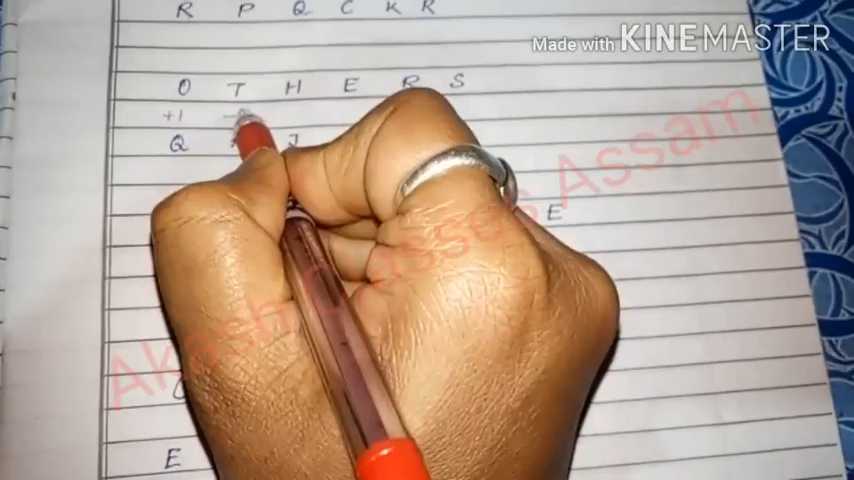 R P Q C K R
Made with KINEMASTER
O T H E R S
+1
Q
E
E
Akash Classes Assam